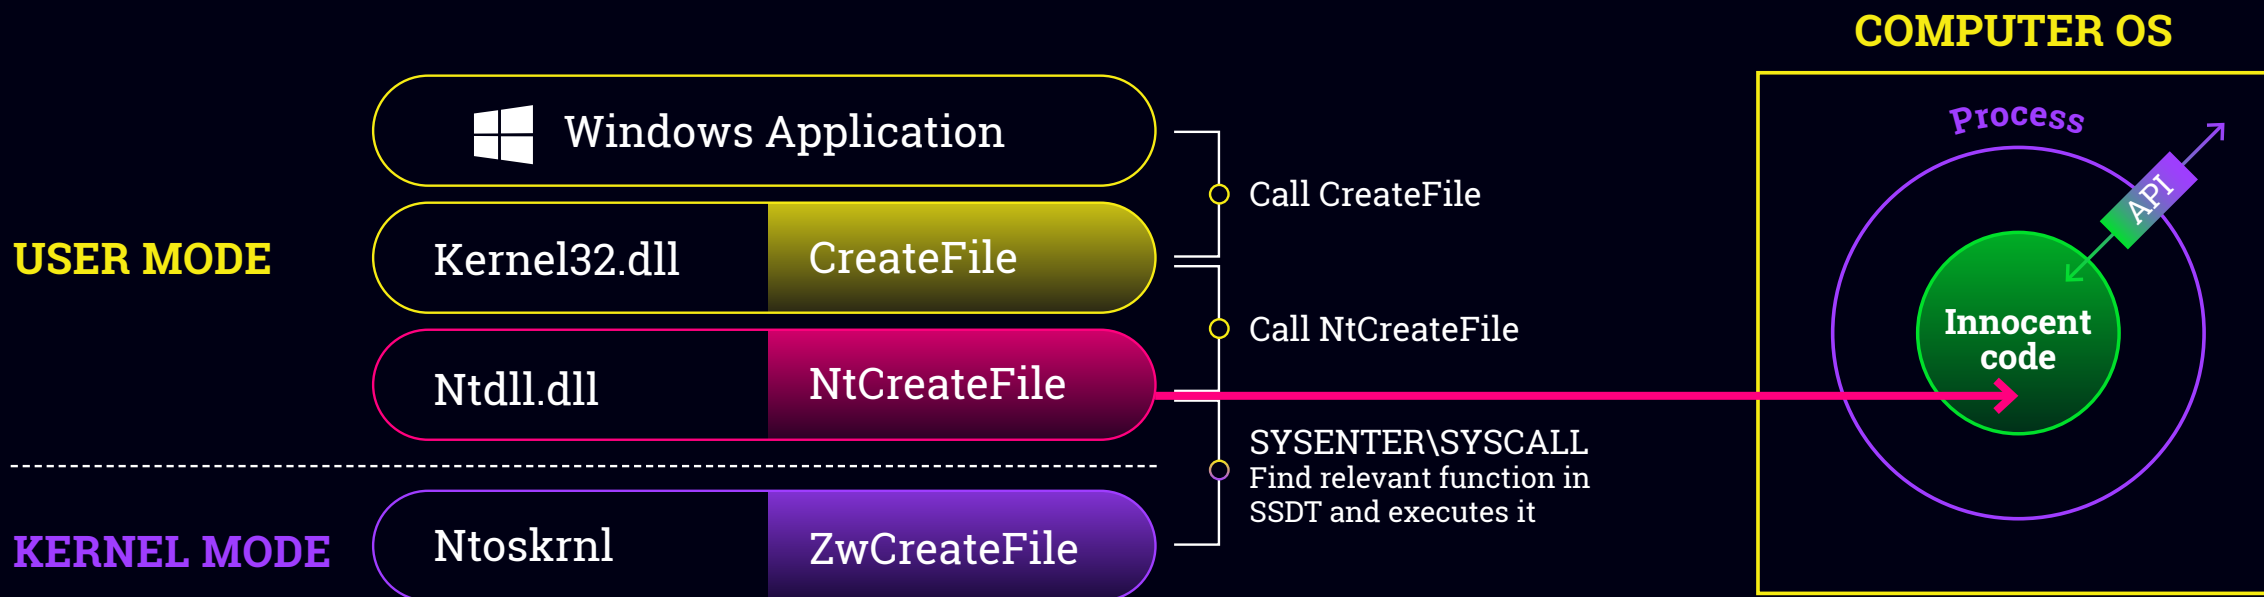 COMPUTER OS
Windows Application
Process
API
Call CreateFile
USER MODE
Kernel32.dll
CreateFile
Innocent
code
Call NtCreateFile
Ntdll.dll
NtCreateFile
SYSENTER\SYSCALL
Find relevant function in
SSDT and executes it
KERNEL MODE
Ntoskrnl
ZwCreateFile